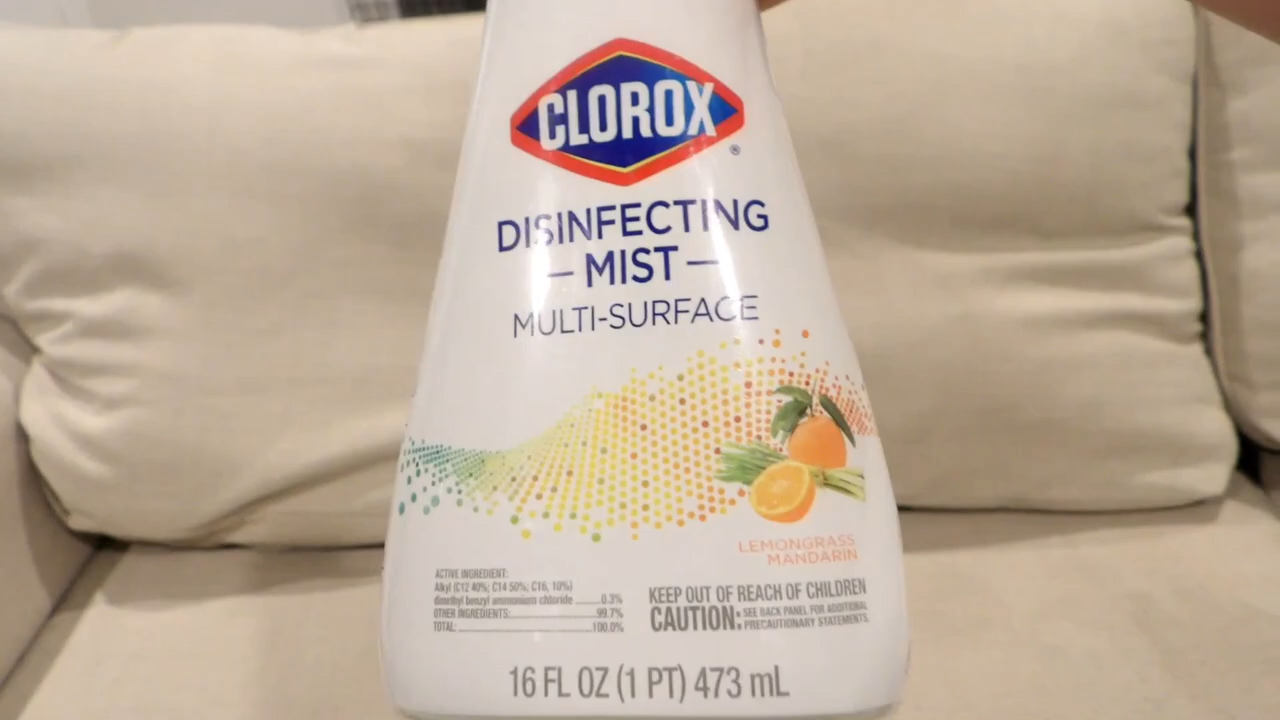 CLOROX
®
DISINFECTING
— MIST —
MULTI-SURFACE
LEMONGRASS
MANDARIN
ACTIVE INGREDIENT:
Alkyl (C12 40%; C14 50%; C16, 10%)
dimethyl benzyl ammonium chloride ........0.3%
OTHER INGREDIENTS:........................99.7%
TOTAL:........................100.0%
KEEP OUT OF REACH OF CHILDREN
CAUTION: SEE BACK PANEL FOR ADDITIONAL
PRECAUTIONARY STATEMENTS.
16 FL OZ (1 PT) 473 mL